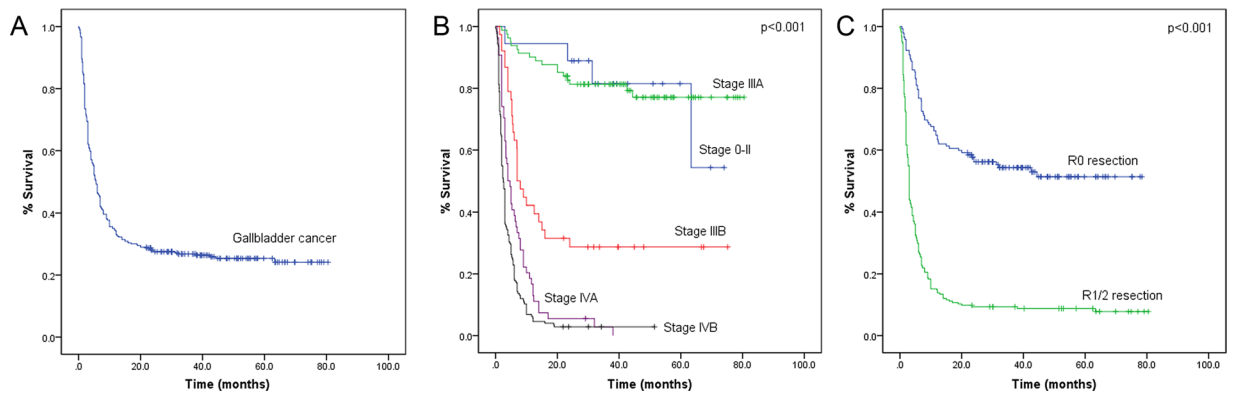 A
% Survival
1.0
0.8
0.6
0.4
0.2
0.0
Gallbladder cancer
.0 20.0 40.0 60.0 80.0 100.0
Time (months)
B
p<0.001
% Survival
1.0
0.8
0.6
0.4
0.2
0.0
Stage IIIA
Stage 0-II
Stage IIIB
Stage IVA
Stage IVB
.0 20.0 40.0 60.0 80.0 100.0
Time (months)
C
p<0.001
% Survival
1.0
0.8
0.6
0.4
0.2
0.0
R0 resection
R1/2 resection
.0 20.0 40.0 60.0 80.0 100.0
Time (months)